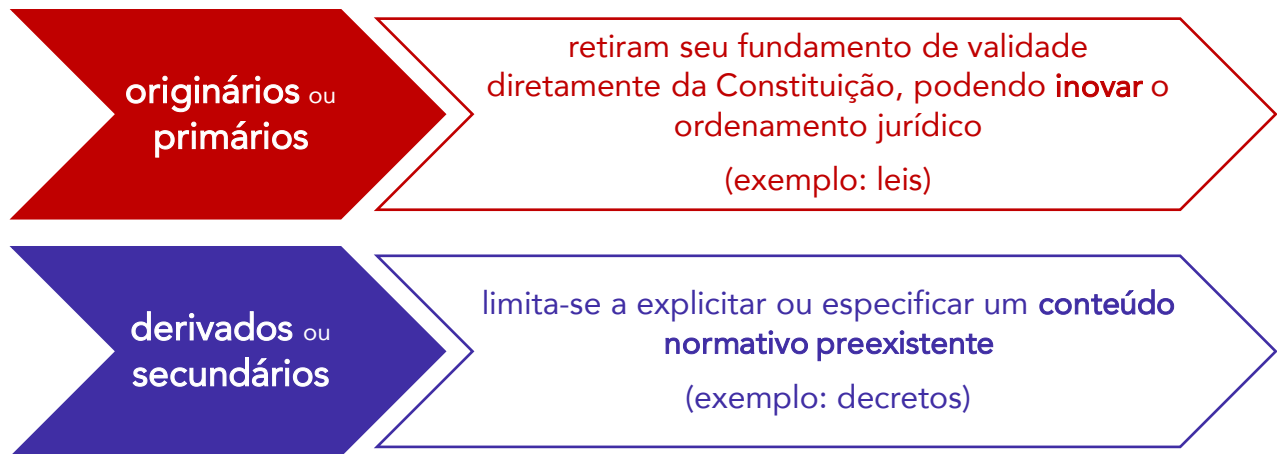 originários ou
primários
retiram seu fundamento de validade
diretamente da Constituição, podendo inovar o
ordenamento jurídico
(exemplo: leis)
derivados ou
secundários
limita-se a explicitar ou especificar um conteúdo
normativo preexistente
(exemplo: decretos)